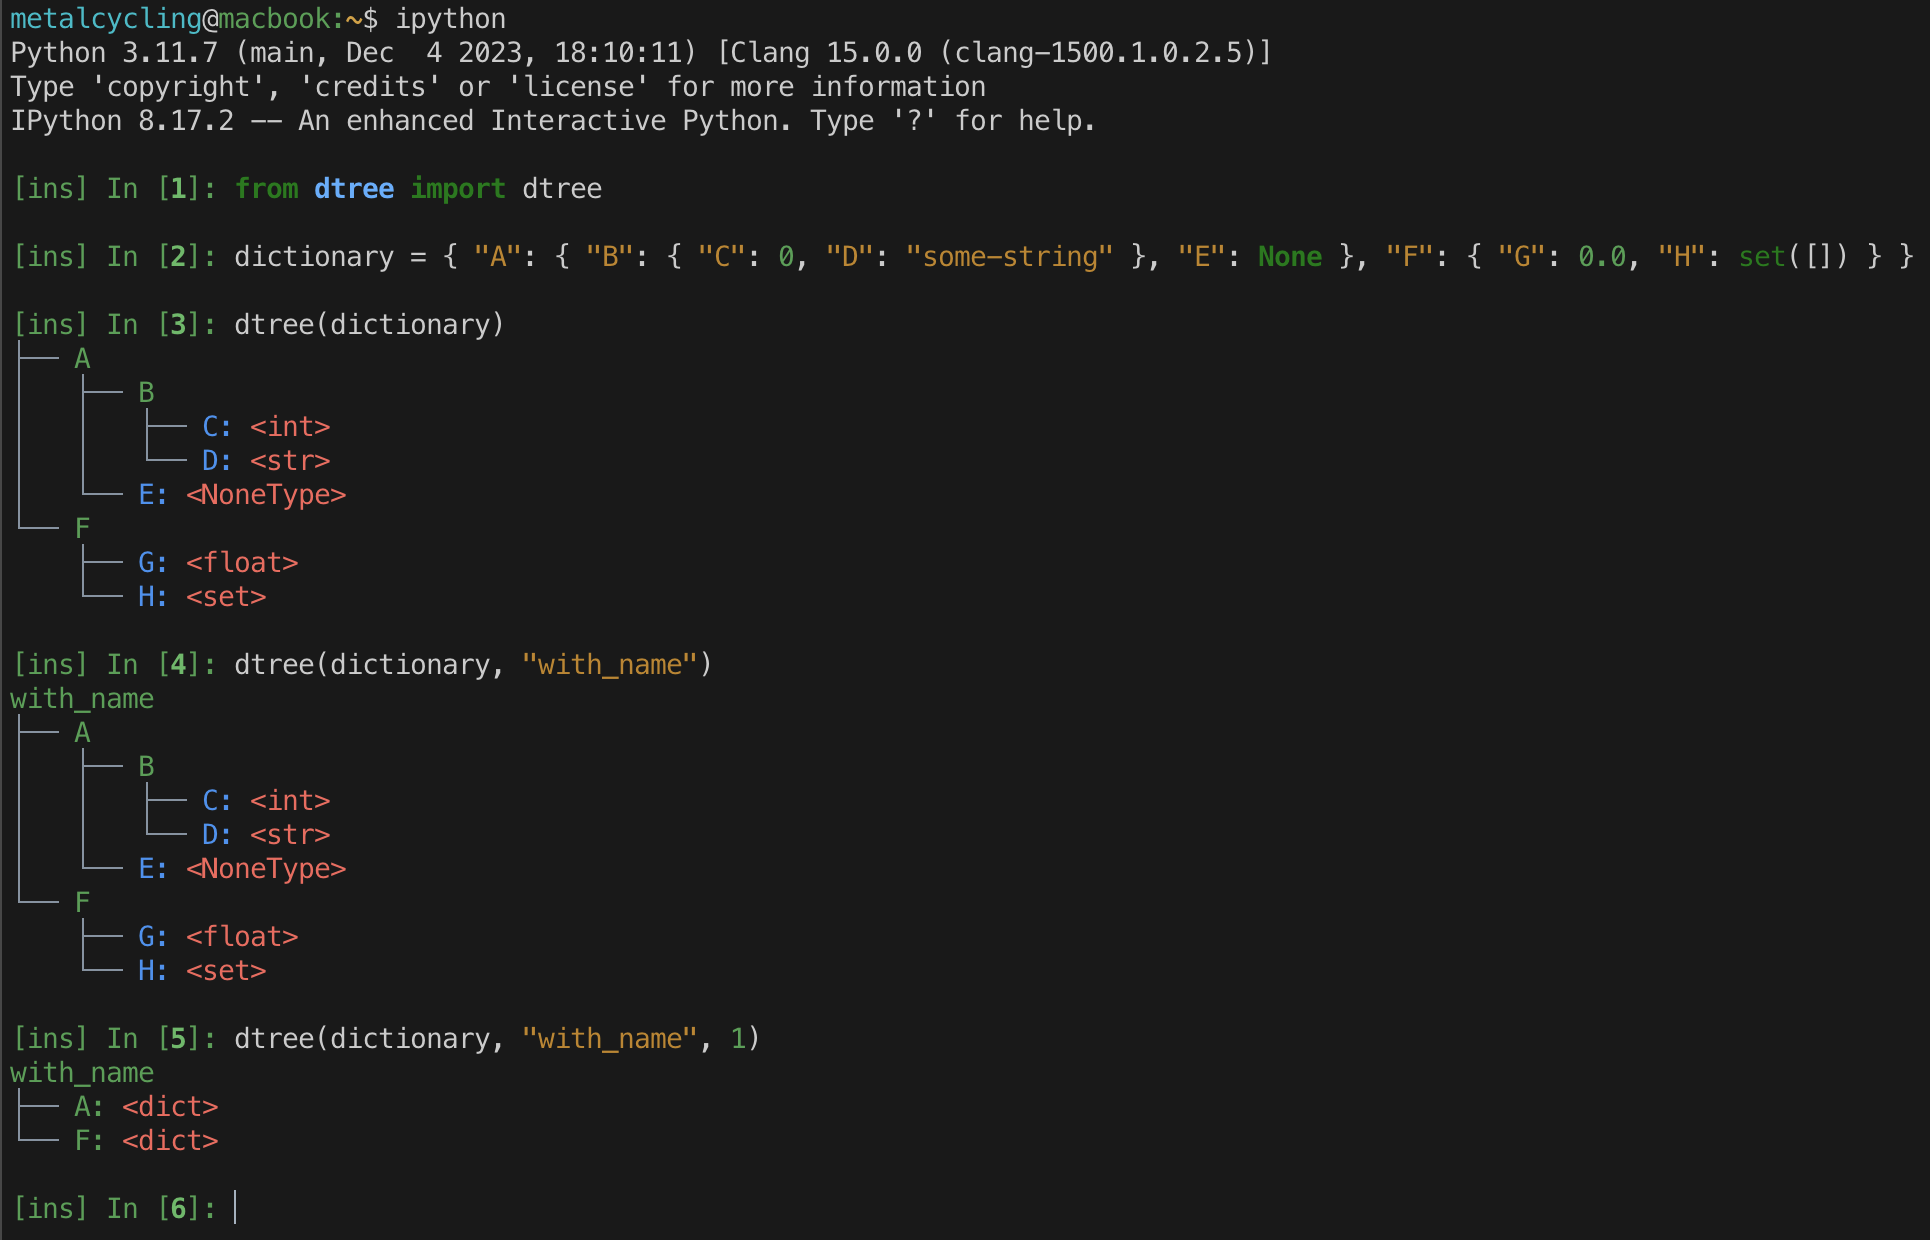 metalcycling@macbook:~$ ipython
Python 3.11.7 (main, Dec  4 2023, 18:10:11) [Clang 15.0.0 (clang-1500.1.0.2.5)]
Type 'copyright', 'credits' or 'license' for more information
IPython 8.17.2 -- An enhanced Interactive Python. Type '?' for help.

[ins] In [1]: from dtree import dtree

[ins] In [2]: dictionary = { "A": { "B": { "C": 0, "D": "some-string" }, "E": None }, "F": { "G": 0.0, "H": set([]) } }

[ins] In [3]: dtree(dictionary)
├── A
│   ├── B
│   │   ├── C: <int>
│   │   └── D: <str>
│   └── E: <NoneType>
└── F
    ├── G: <float>
    └── H: <set>

[ins] In [4]: dtree(dictionary, "with_name")
with_name
├── A
│   ├── B
│   │   ├── C: <int>
│   │   └── D: <str>
│   └── E: <NoneType>
└── F
    ├── G: <float>
    └── H: <set>

[ins] In [5]: dtree(dictionary, "with_name", 1)
with_name
├── A: <dict>
└── F: <dict>

[ins] In [6]: